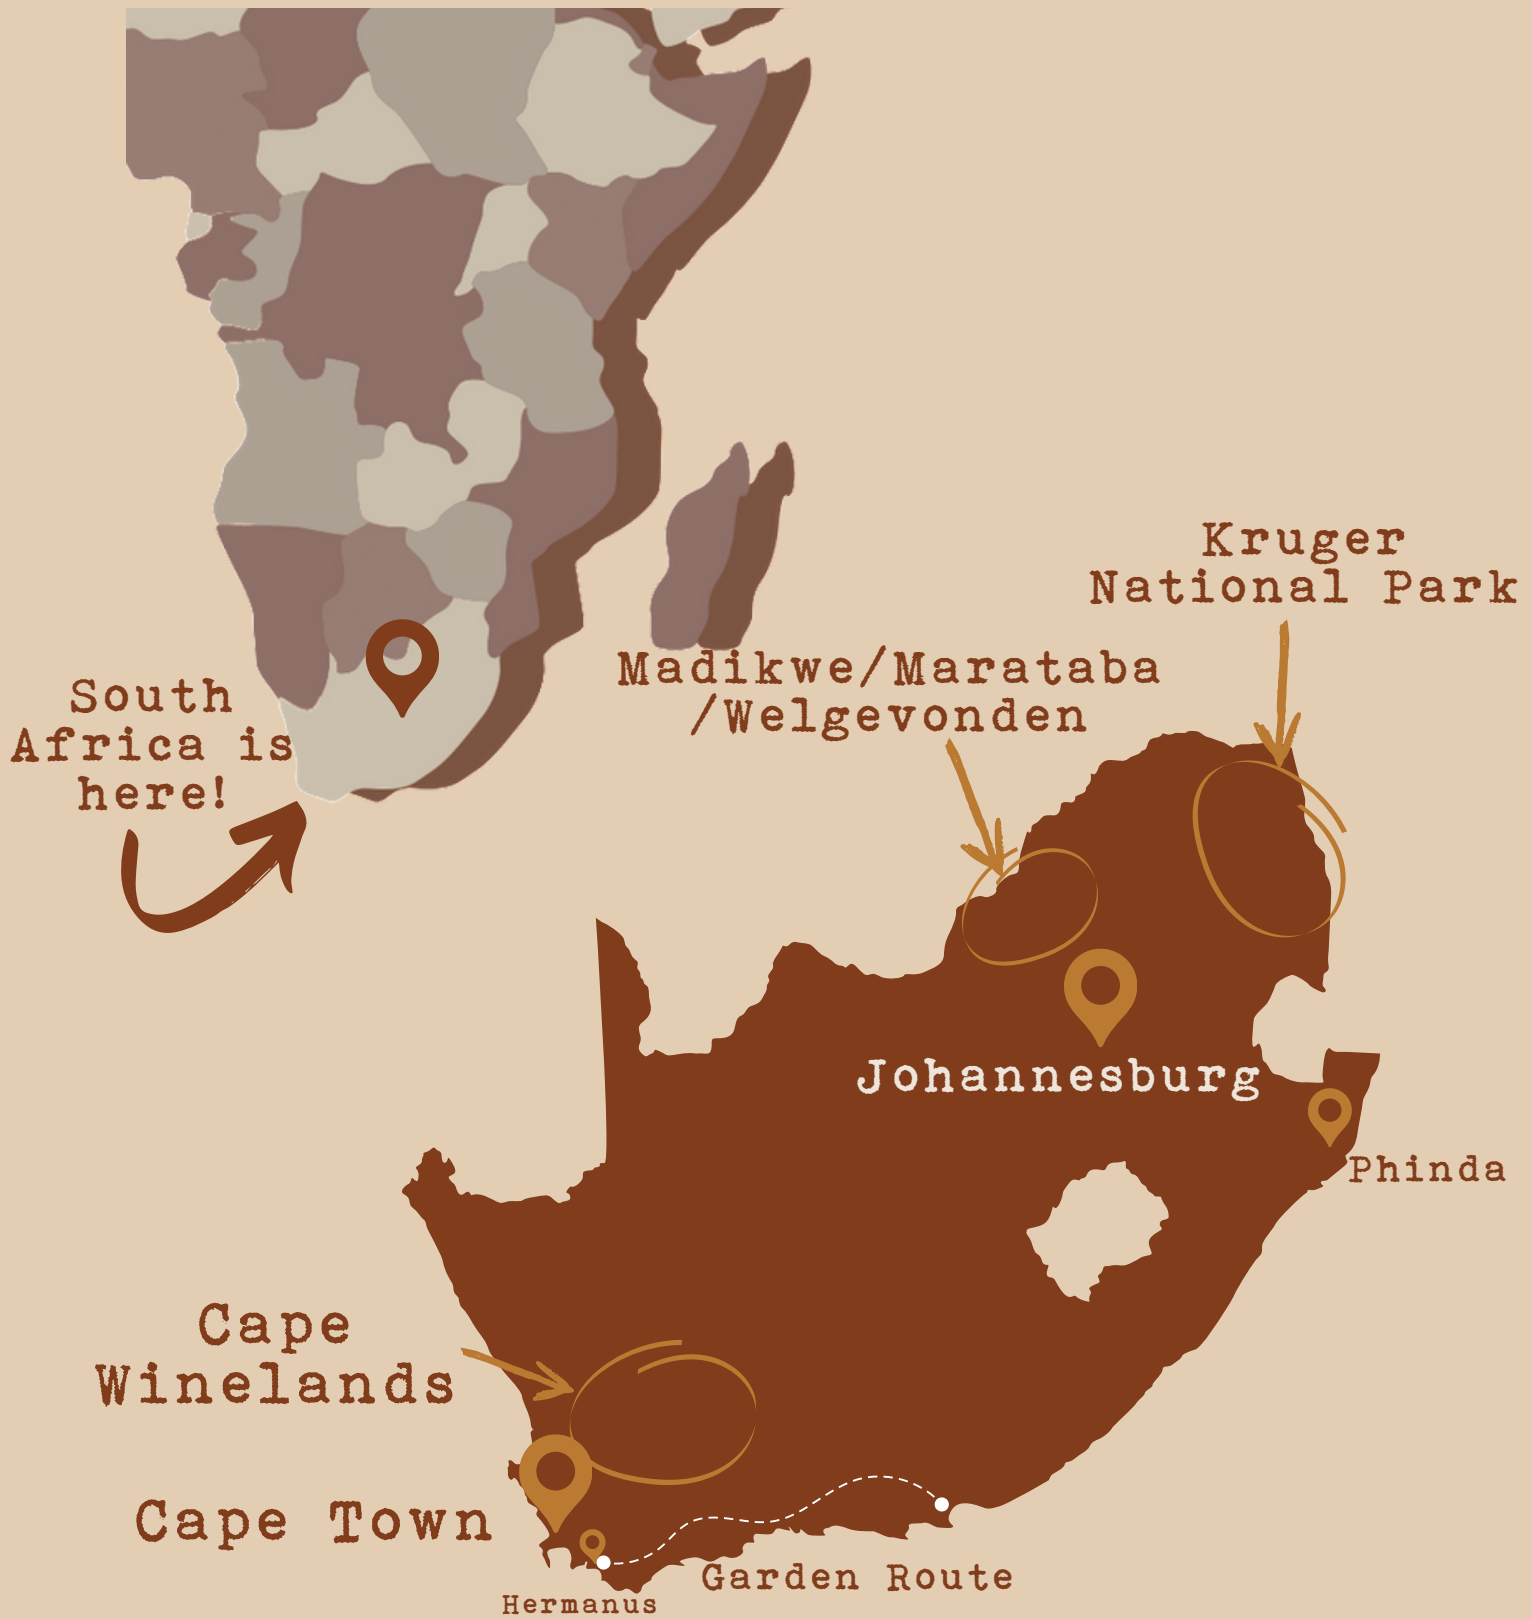 Kruger
National Park
Madikwe/Marataba
/Welgevonden
South
Africa is
here!
Johannesburg
Phinda
Cape
Winelands
Cape Town
Garden Route
Hermanus